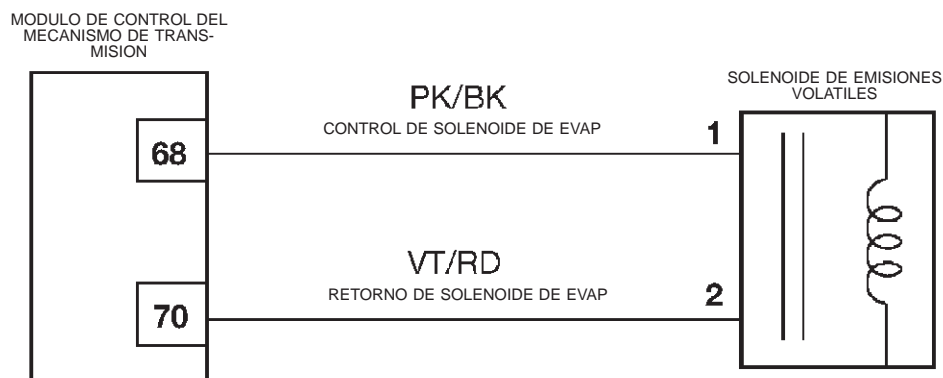 MODULO DE CONTROL DEL
MECANISMO DE TRANS-
MISION
SOLENOIDE DE EMISIONES
VOLATILES
PK/BK
CONTROL DE SOLENOIDE DE EVAP
68
1
VT/RD
RETORNO DE SOLENOIDE DE EVAP
70
2